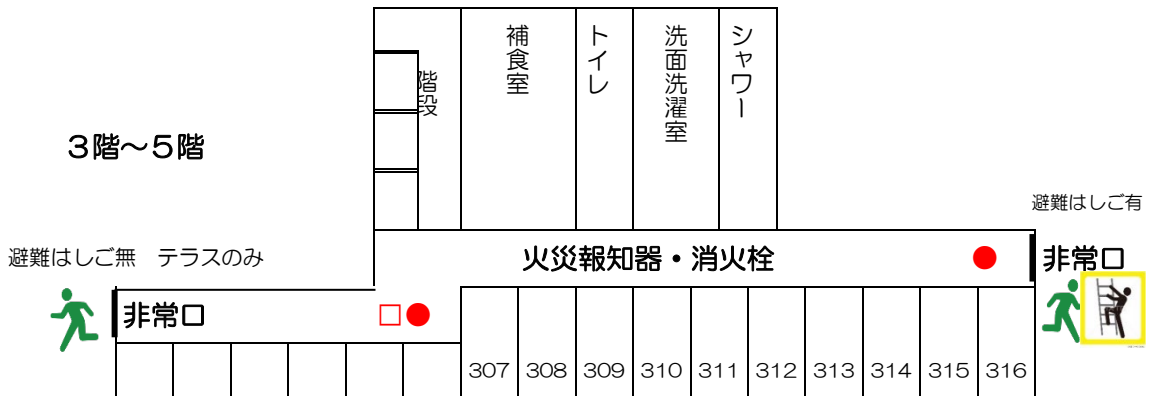 補食室
トイレ
洗面洗濯室
シャワー
階段
３階～５階
避難はしご有
避難はしご無　テラスのみ
火災報知器・消火栓
非常口
非常口
307 308 309 310 311 312 313 314 315 316